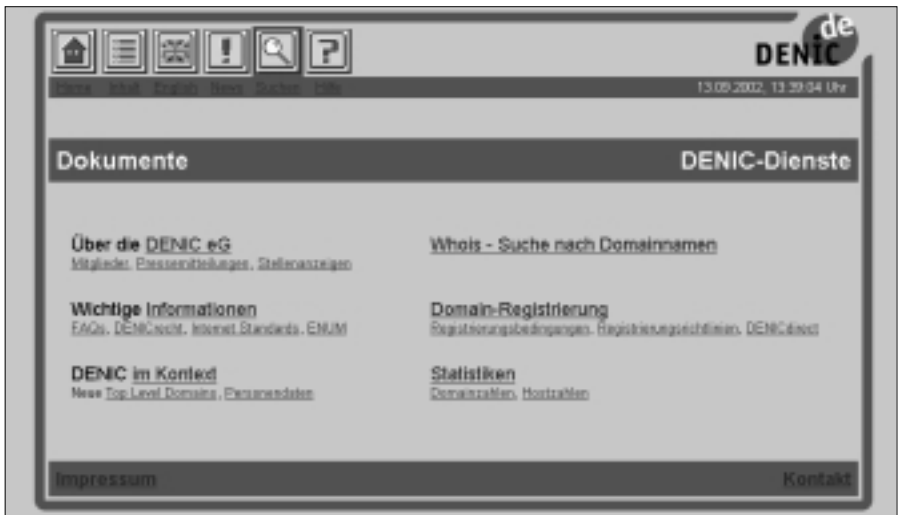 de
DENIC
Home Inhalt English News Suchen Hilfe
13.09.2002, 13:39:04 Uhr
Dokumente DENIC-Dienste
Über die DENIC eG
Mitglieder, Pressemitteilungen, Stellenanzeigen
Whois - Suche nach Domainnamen
Wichtige Informationen
FAQs, DENICrecht, Internet Standards, ENUM
Domain-Registrierung
Registrierungsbedingungen, Registrierungsrichtlinien, DENICdirect
DENIC im Kontext
Neue Top Level Domains, Personendaten
Statistiken
Domainzahlen, Hostzahlen
Impressum Kontakt